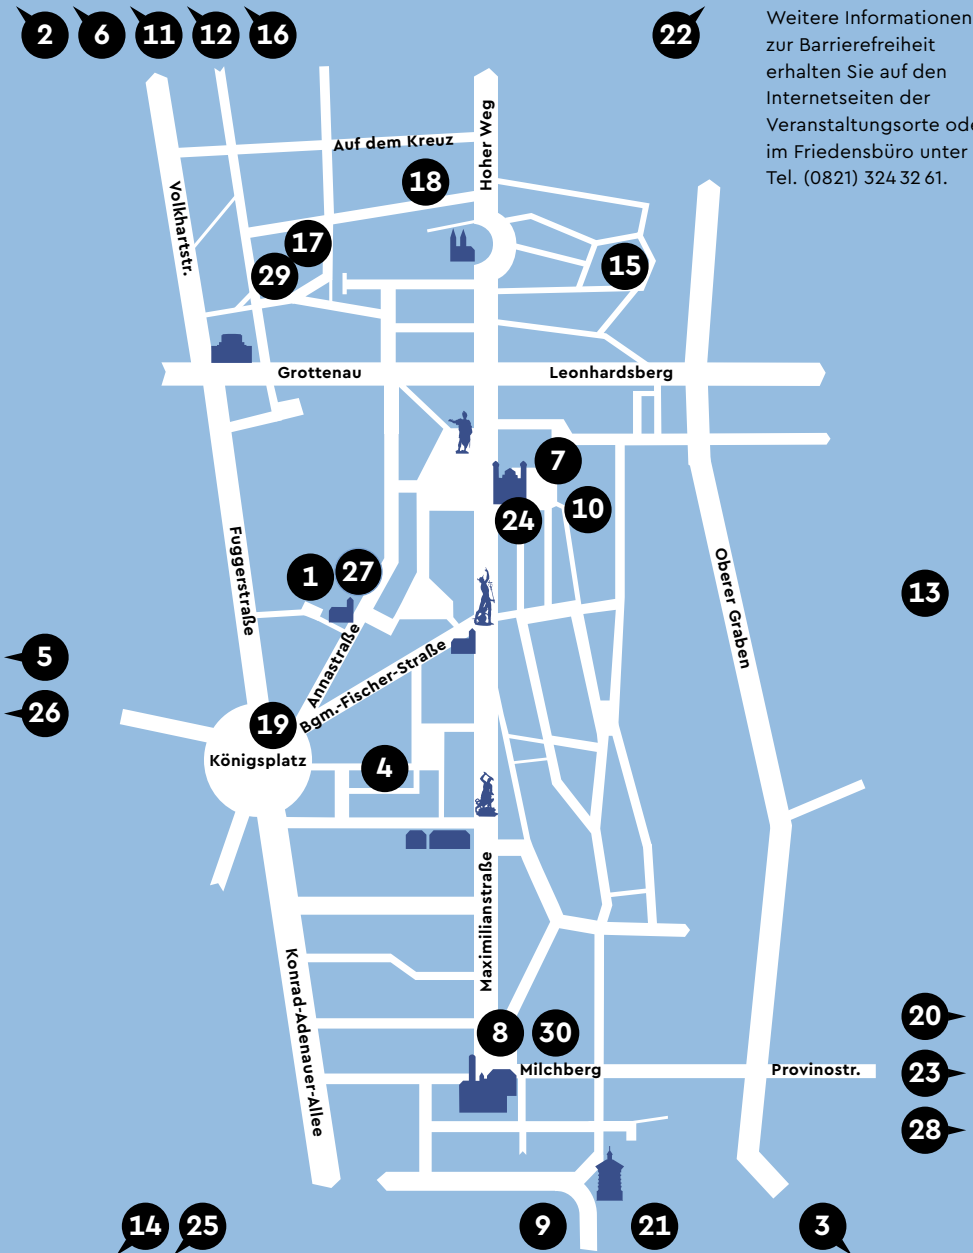 2 6 11 12 16 22
Weitere Informationen
zur Barrierefreiheit
erhalten Sie auf den
Internetseiten der
Veranstaltungsorte ode
im Friedensbüro unter
Tel. (0821) 324 32 61.
Hoher Weg
Auf dem Kreuz
18
Volkhartstr.
17
15
29
Grottenau
Leonhardsberg
7
10
24
Fuggerstraße
1 27
Oberer Graben
13
Annastraße
Bgm.-Fischer-Straße
5
26
19
Königsplatz
4
Maximilianstraße
Konrad-Adenauer-Allee
20
8 30
Milchberg
Provinostr.
23
28
14 25 9 21 3